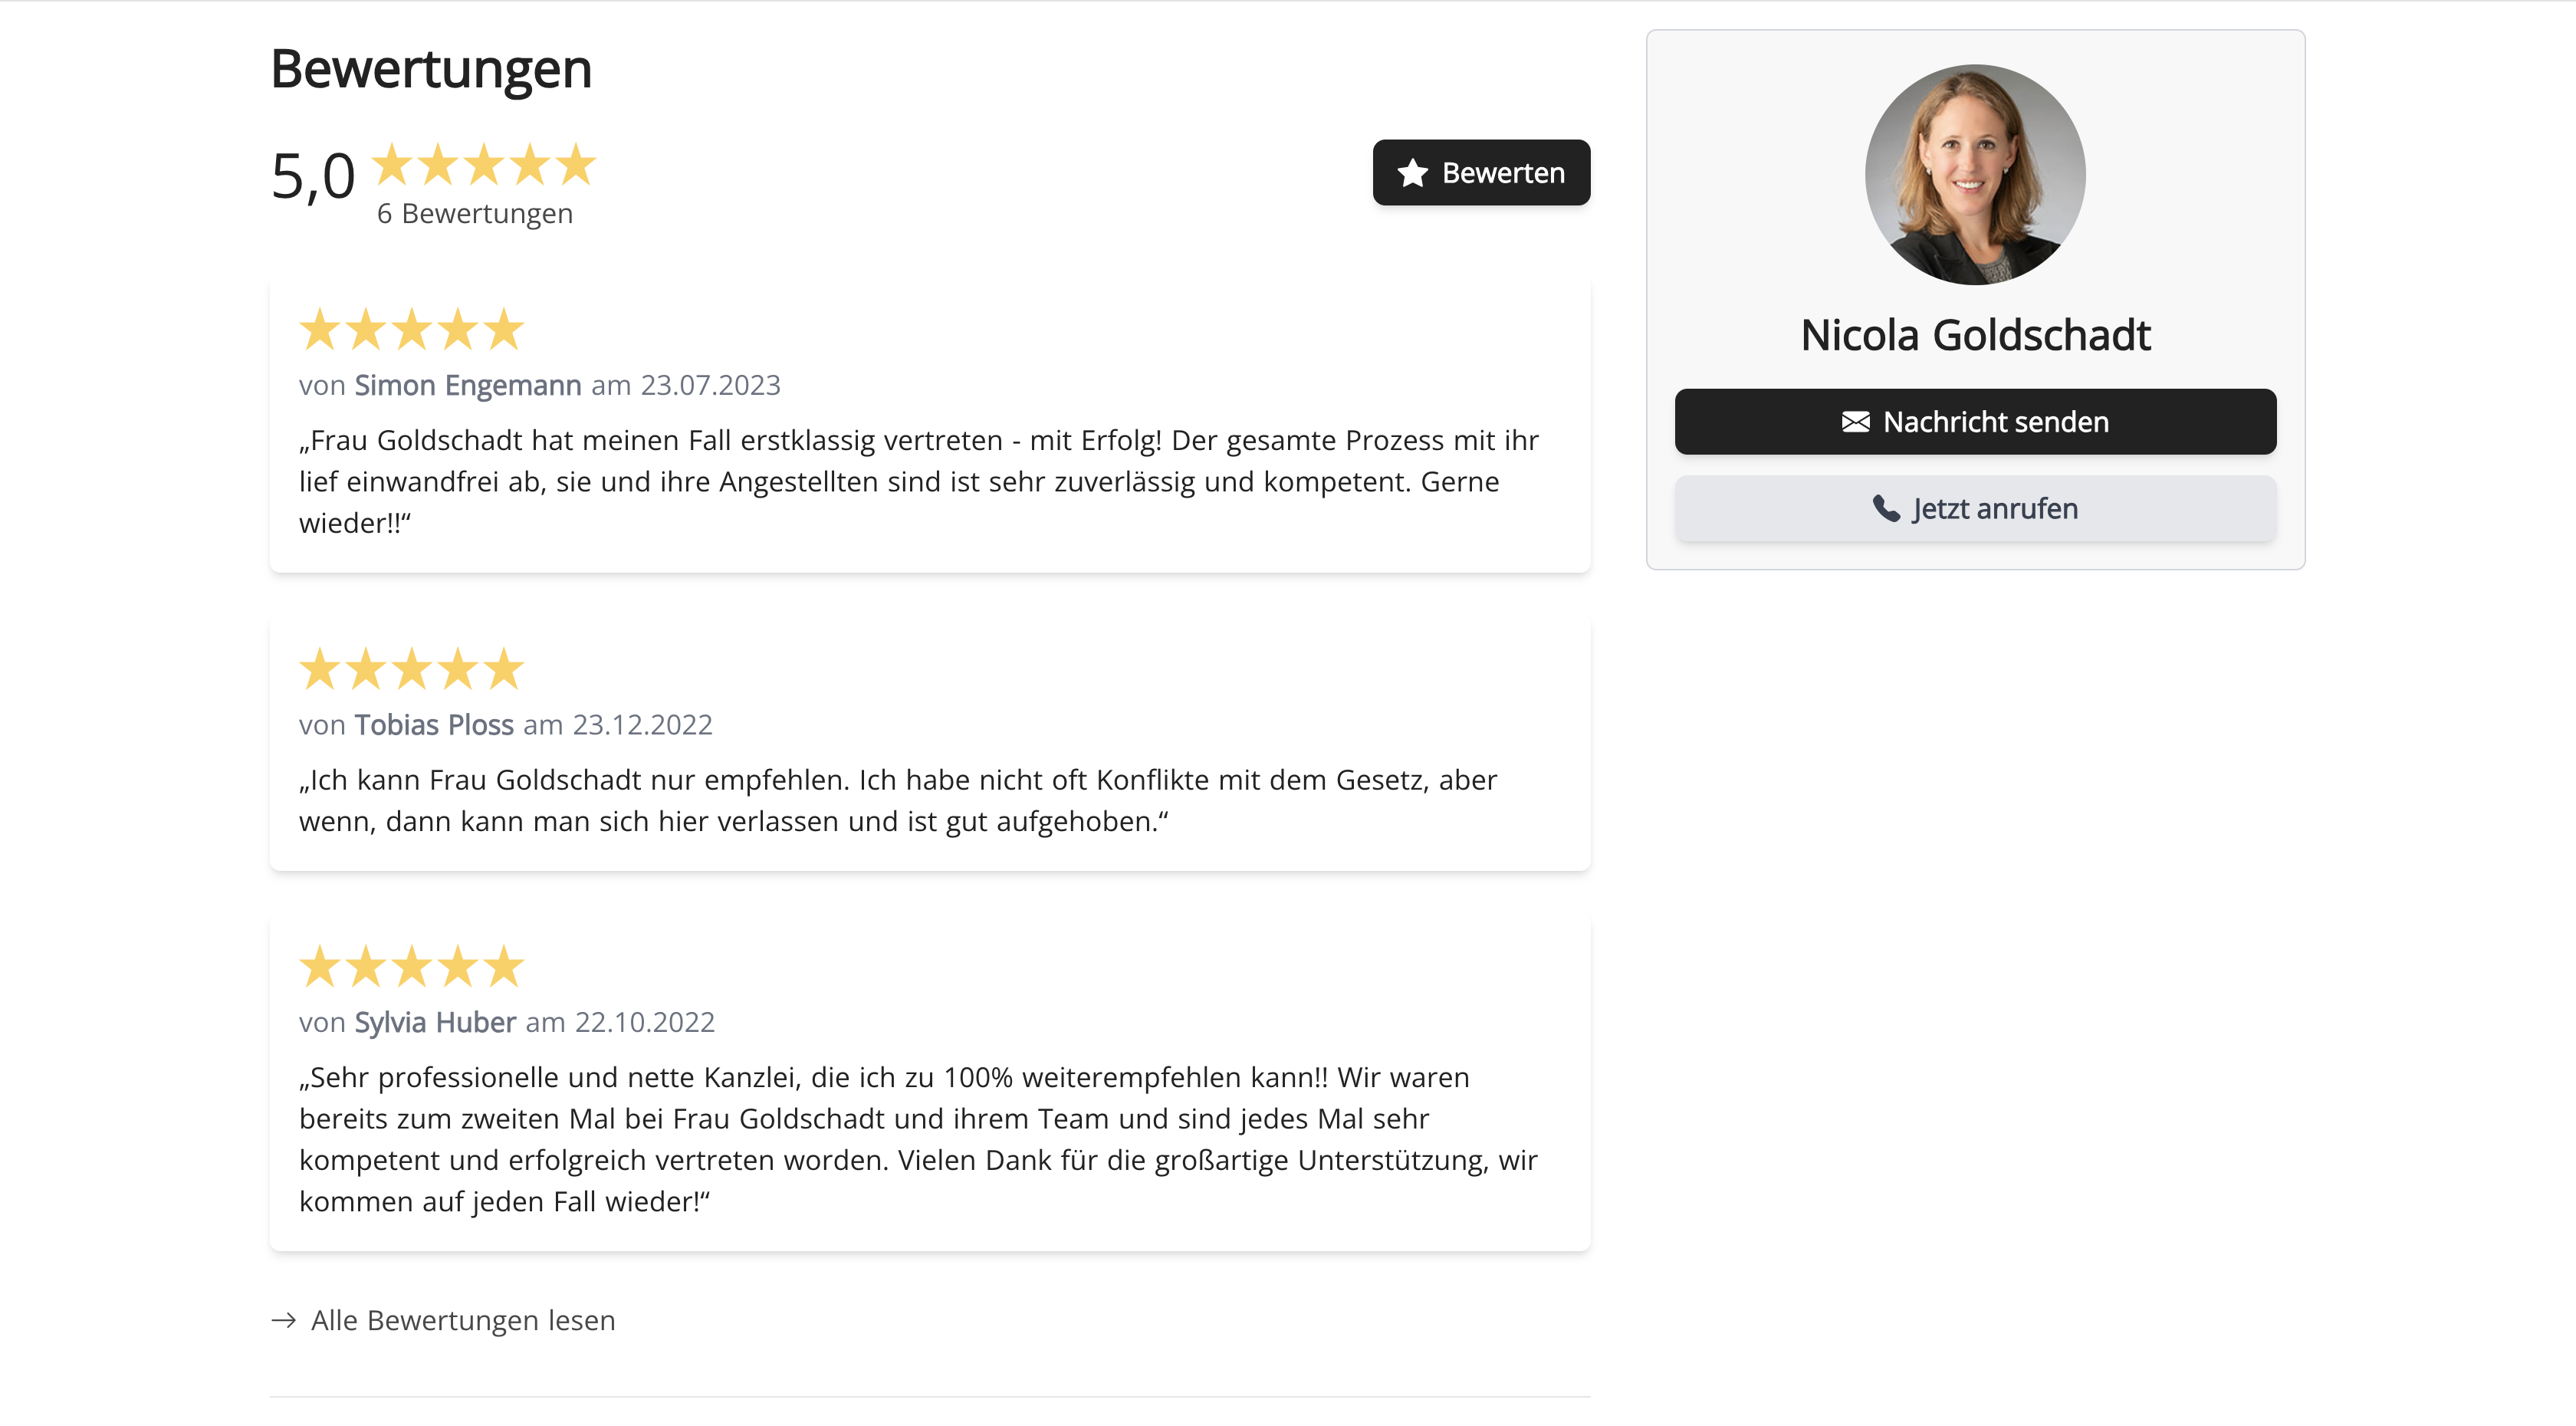 Bewertungen
5,0
6 Bewertungen
Bewerten
von Simon Engemann am 23.07.2023
„Frau Goldschadt hat meinen Fall erstklassig vertreten - mit Erfolg! Der gesamte Prozess mit ihr
lief einwandfrei ab, sie und ihre Angestellten sind ist sehr zuverlässig und kompetent. Gerne
wieder!!“
von Tobias Ploss am 23.12.2022
„Ich kann Frau Goldschadt nur empfehlen. Ich habe nicht oft Konflikte mit dem Gesetz, aber
wenn, dann kann man sich hier verlassen und ist gut aufgehoben.“
von Sylvia Huber am 22.10.2022
„Sehr professionelle und nette Kanzlei, die ich zu 100% weiterempfehlen kann!! Wir waren
bereits zum zweiten Mal bei Frau Goldschadt und ihrem Team und sind jedes Mal sehr
kompetent und erfolgreich vertreten worden. Vielen Dank für die großartige Unterstützung, wir
kommen auf jeden Fall wieder!“
→ Alle Bewertungen lesen
Nicola Goldschadt
Nachricht senden
Jetzt anrufen